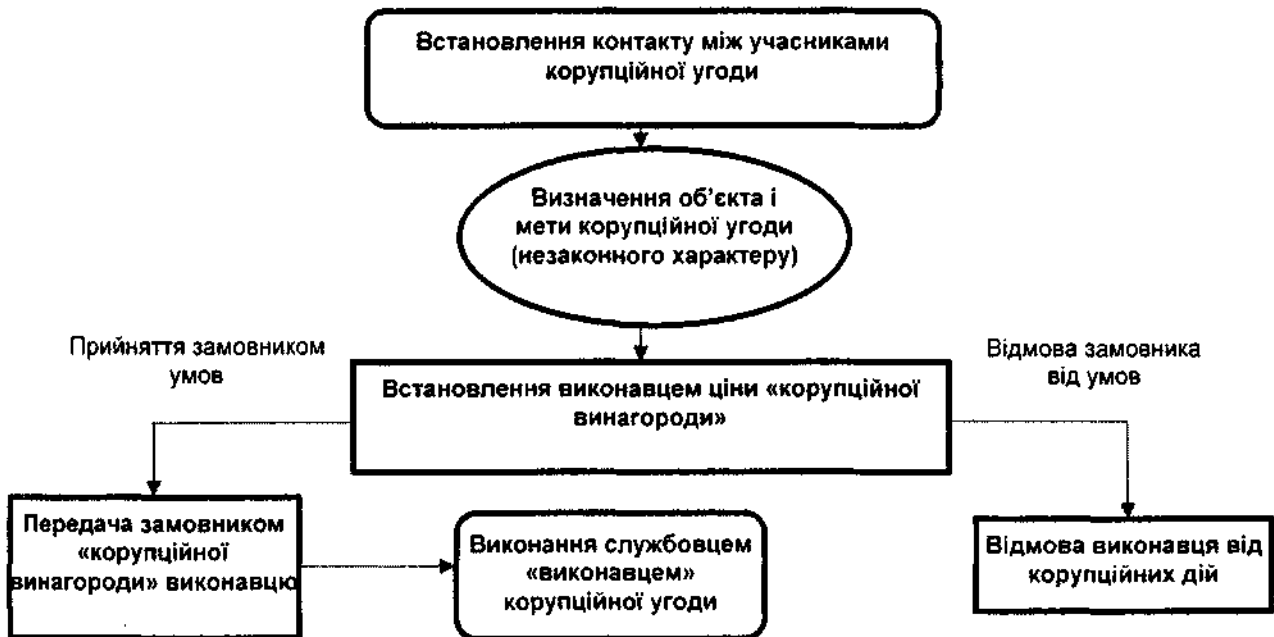 Встановлення контакту між учасниками
корупційної угоди
Визначення об'єкта і
мети корупційної угоди
(незаконного характеру)
Прийняття замовником
умов
Відмова замовника
від умов
Встановлення виконавцем ціни «корупційної
винагороди»
Передача замовником
«корупційної
винагороди» виконавцю
Виконання службовцем
«виконавцем»
корупційної угоди
Відмова виконавця від
корупційних дій